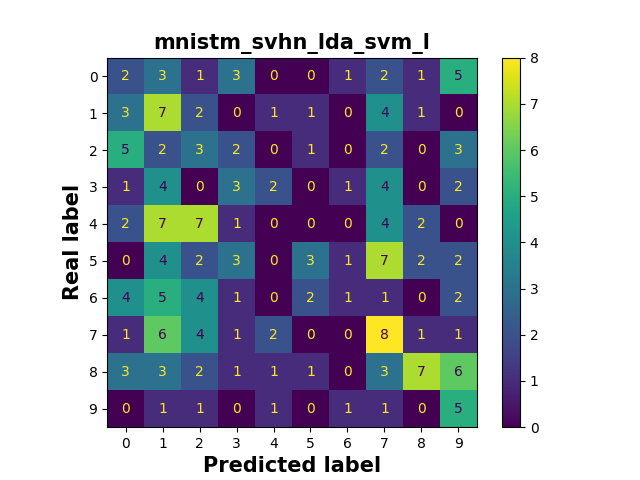 mnistm_svhn_lda_svm_l
0 2 3 1 3 0 0 1 2 1 5
1 3 7 2 0 1 1 0 4 1 0
2 5 2 3 2 0 1 0 2 0 3
3 1 4 0 3 2 0 1 4 0 2
4 2 7 7 1 0 0 0 4 2 0
5 0 4 2 3 0 3 1 7 2 2
6 4 5 4 1 0 2 1 1 0 2
7 1 6 4 1 2 0 0 8 1 1
8 3 3 2 1 1 1 0 3 7 6
9 0 1 1 0 1 0 1 1 0 5
0 1 2 3 4 5 6 7 8 9
Predicted label
Real label
8
7
6
5
4
3
2
1
0